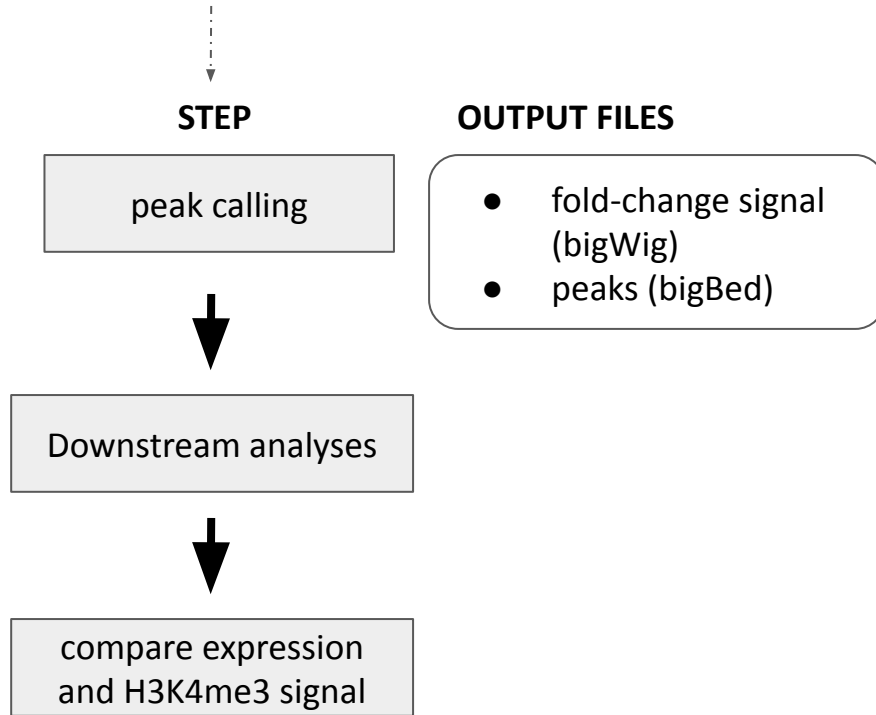 STEP
OUTPUT FILES
peak calling
● fold-change signal
(bigWig)
● peaks (bigBed)
Downstream analyses
compare expression
and H3K4me3 signal